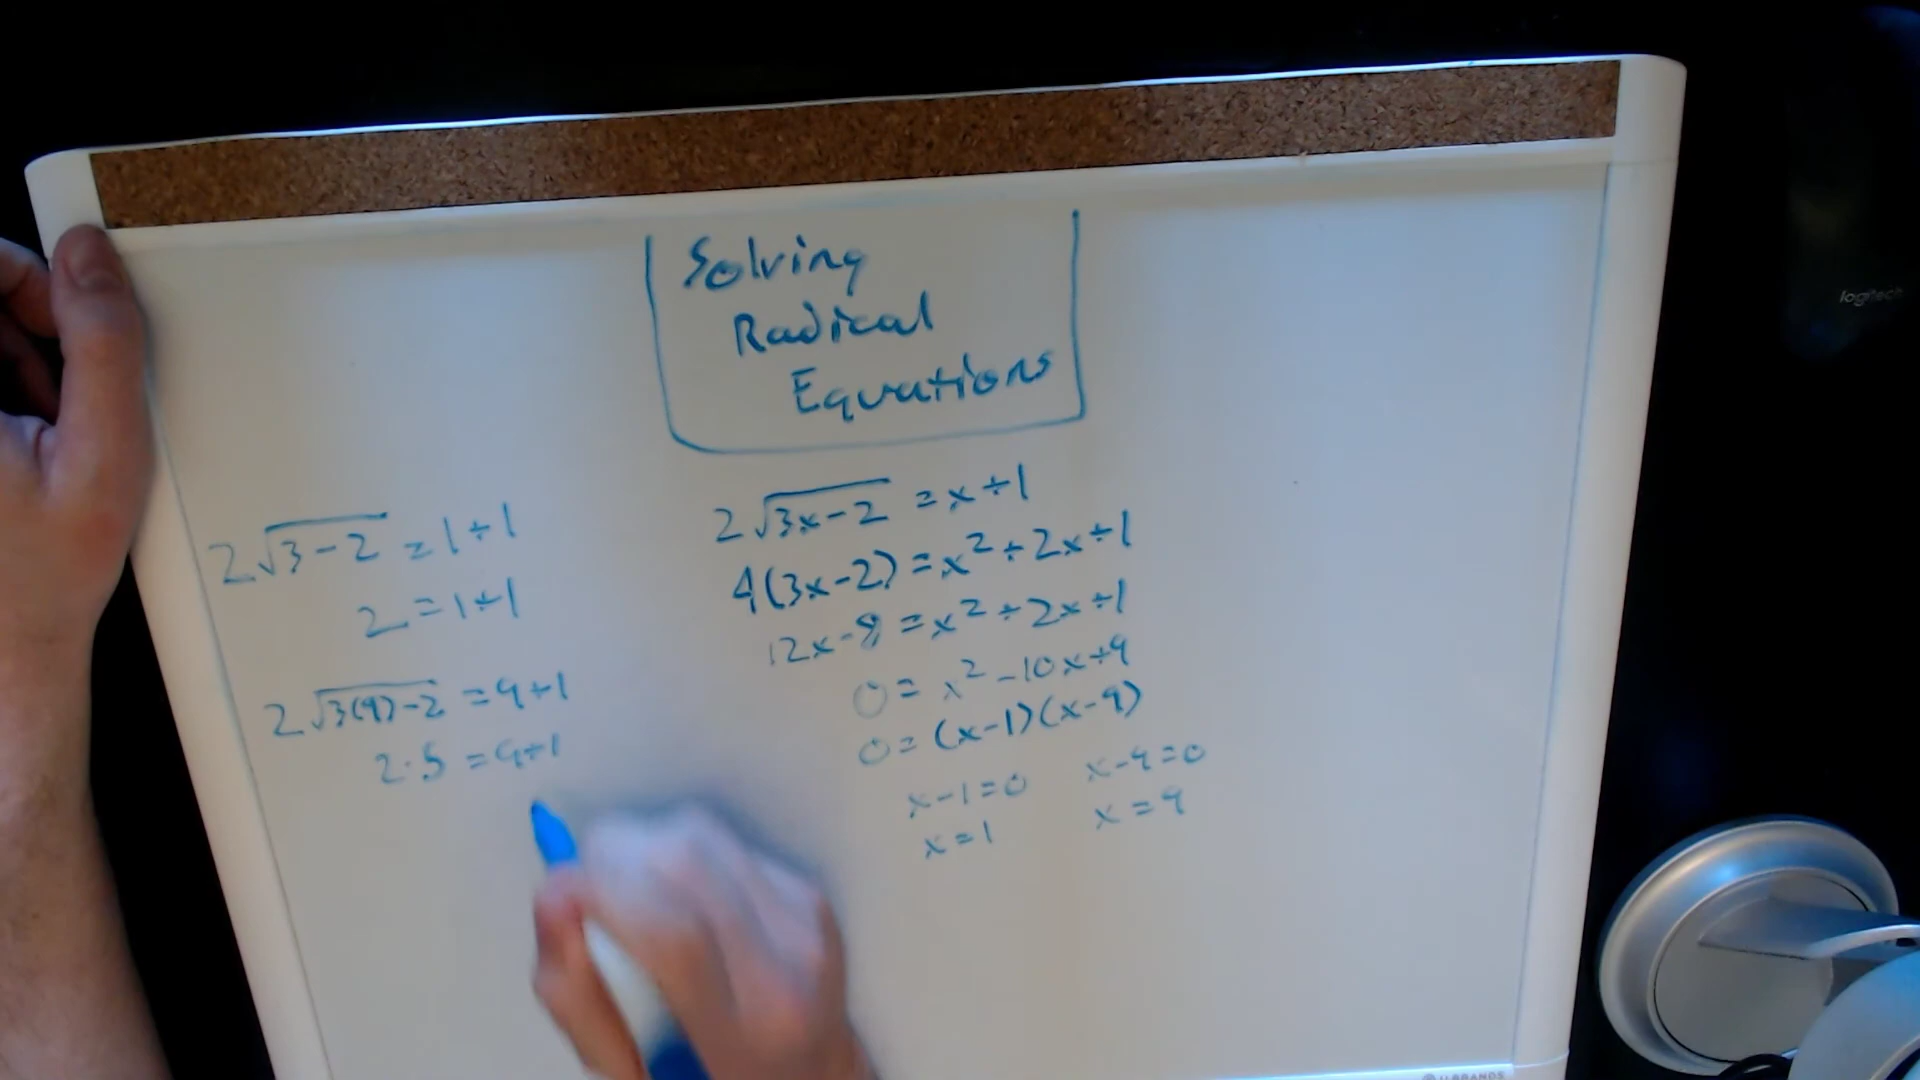 Solving
Radical
Equations
2√(3x-2) = x+1
4(3x-2) = x²+2x+1
12x-8 = x²+2x+1
0 = x²-10x+9
0 = (x-1)(x-9)
x-1=0 x-9=0
x=1 x=9
2√(3-2) = 1+1
2 = 1+1
2√(3(9)-2) = 9+1
2·5 = 9+1
logitech
U BRANDS